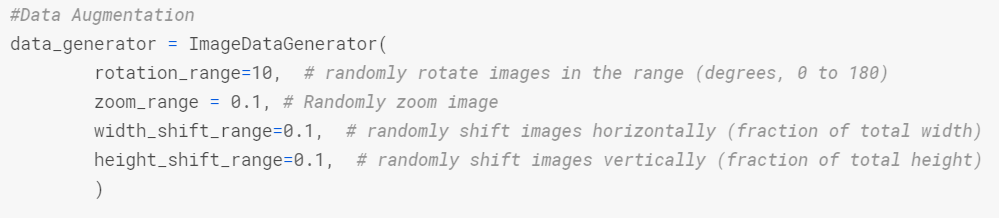 #Data Augmentation
data_generator = ImageDataGenerator(
        rotation_range=10,  # randomly rotate images in the range (degrees, 0 to 180)
        zoom_range = 0.1, # Randomly zoom image
        width_shift_range=0.1,  # randomly shift images horizontally (fraction of total width)
        height_shift_range=0.1,  # randomly shift images vertically (fraction of total height)
        )